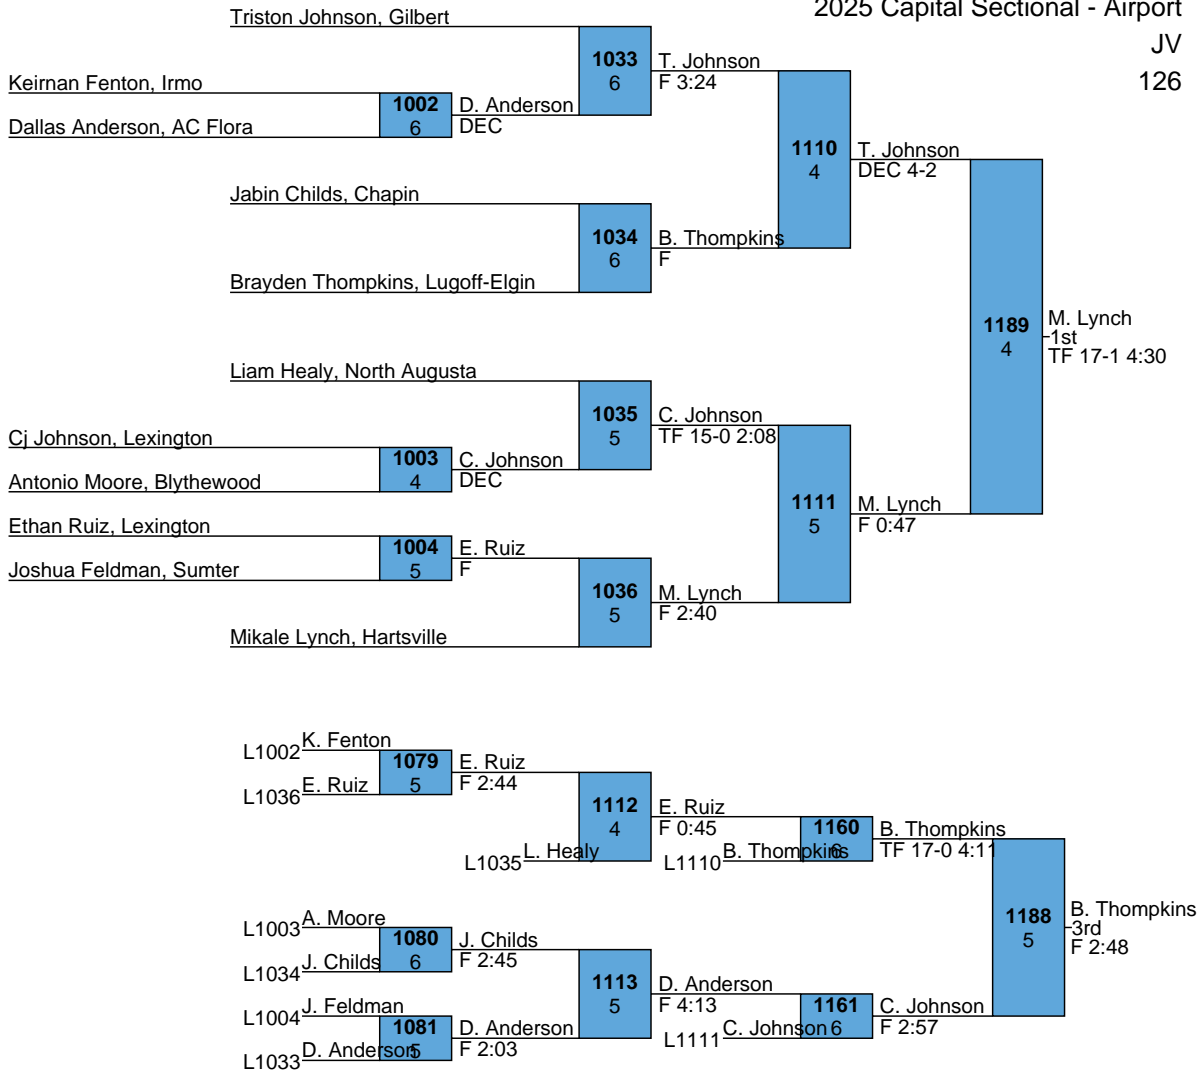 2025 Capital Sectional - Airport
JV
126
Triston Johnson, Gilbert
1033
6
T. Johnson
F 3:24
Keirnan Fenton, Irmo
1002
6
D. Anderson
DEC
Dallas Anderson, AC Flora
1110
4
T. Johnson
DEC 4-2
Jabin Childs, Chapin
1034
6
B. Thompkins
F
Brayden Thompkins, Lugoff-Elgin
1189
4
M. Lynch
1st
TF 17-1 4:30
Liam Healy, North Augusta
1035
5
C. Johnson
TF 15-0 2:08
Cj Johnson, Lexington
1003
4
C. Johnson
DEC
Antonio Moore, Blythewood
1111
5
M. Lynch
F 0:47
Ethan Ruiz, Lexington
1004
5
E. Ruiz
F
Joshua Feldman, Sumter
1036
5
M. Lynch
F 2:40
Mikale Lynch, Hartsville
L1002
K. Fenton
1079
5
E. Ruiz
F 2:44
L1036
E. Ruiz
1112
4
E. Ruiz
F 0:45
L1035
L. Healy
1160
6
B. Thompkins
TF 17-0 4:11
L1110
B. Thompkins
L1003
A. Moore
1080
6
J. Childs
F 2:45
L1034
J. Childs
1188
5
B. Thompkins
3rd
F 2:48
1113
5
D. Anderson
F 4:13
L1004
J. Feldman
1081
5
D. Anderson
F 2:03
L1033
D. Anderson
1161
6
C. Johnson
F 2:57
L1111
C. Johnson